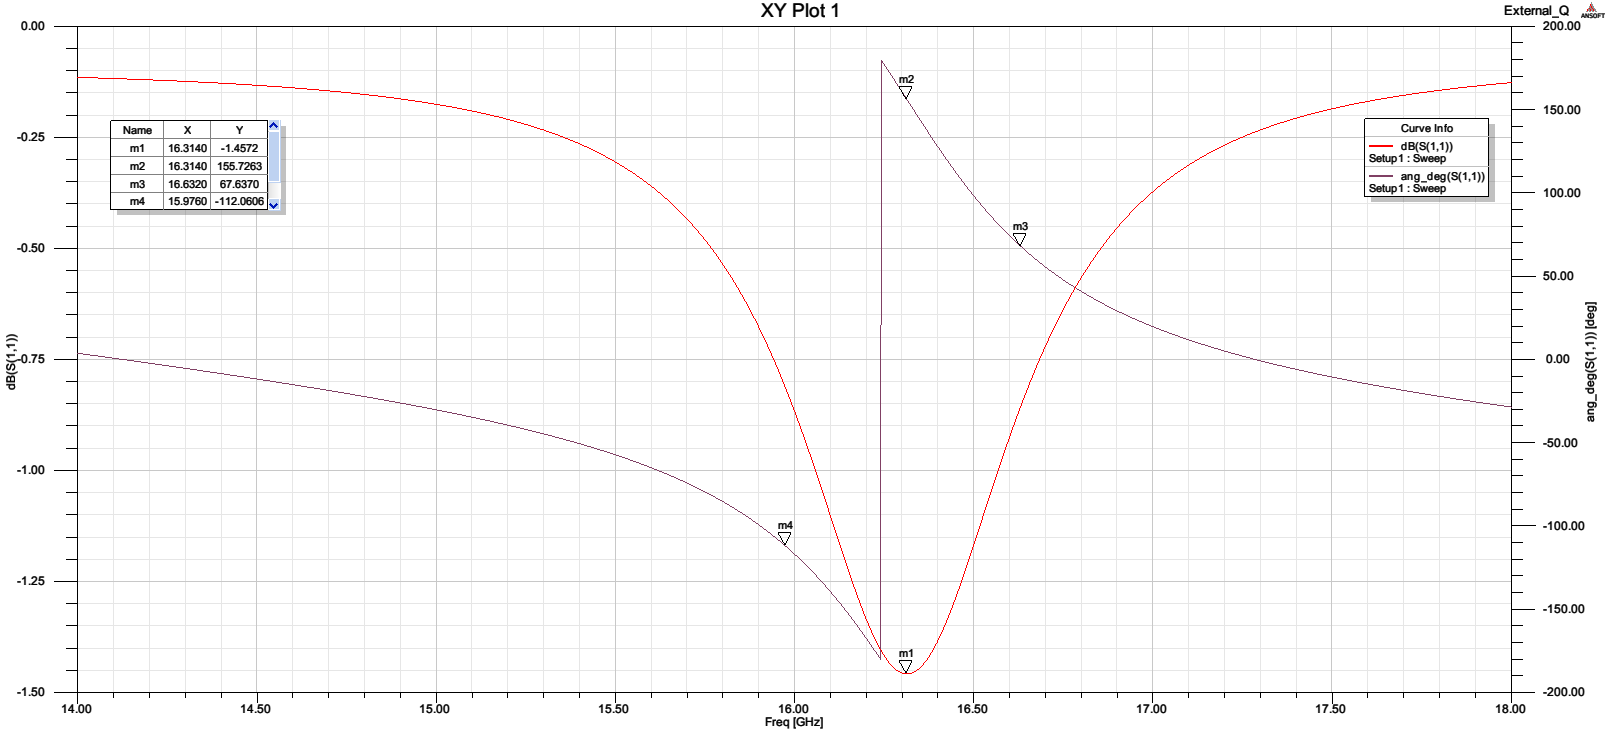 XY Plot 1
External_Q
ANSOFT
0.00
-0.25
-0.50
-0.75
-1.00
-1.25
-1.50
dB(S(1,1))
Name X Y
m1 16.3140 -1.4572
m2 16.3140 155.7263
m3 16.6320 67.6370
m4 15.9760 -112.0606
m2
m3
m4
m1
Curve Info
dB(S(1,1))
Setup1 : Sweep
ang_deg(S(1,1))
Setup1 : Sweep
200.00
150.00
100.00
50.00
0.00
-50.00
-100.00
-150.00
-200.00
ang_deg(S(1,1)) [deg]
14.00 14.50 15.00 15.50 16.00 16.50 17.00 17.50 18.00
Freq [GHz]